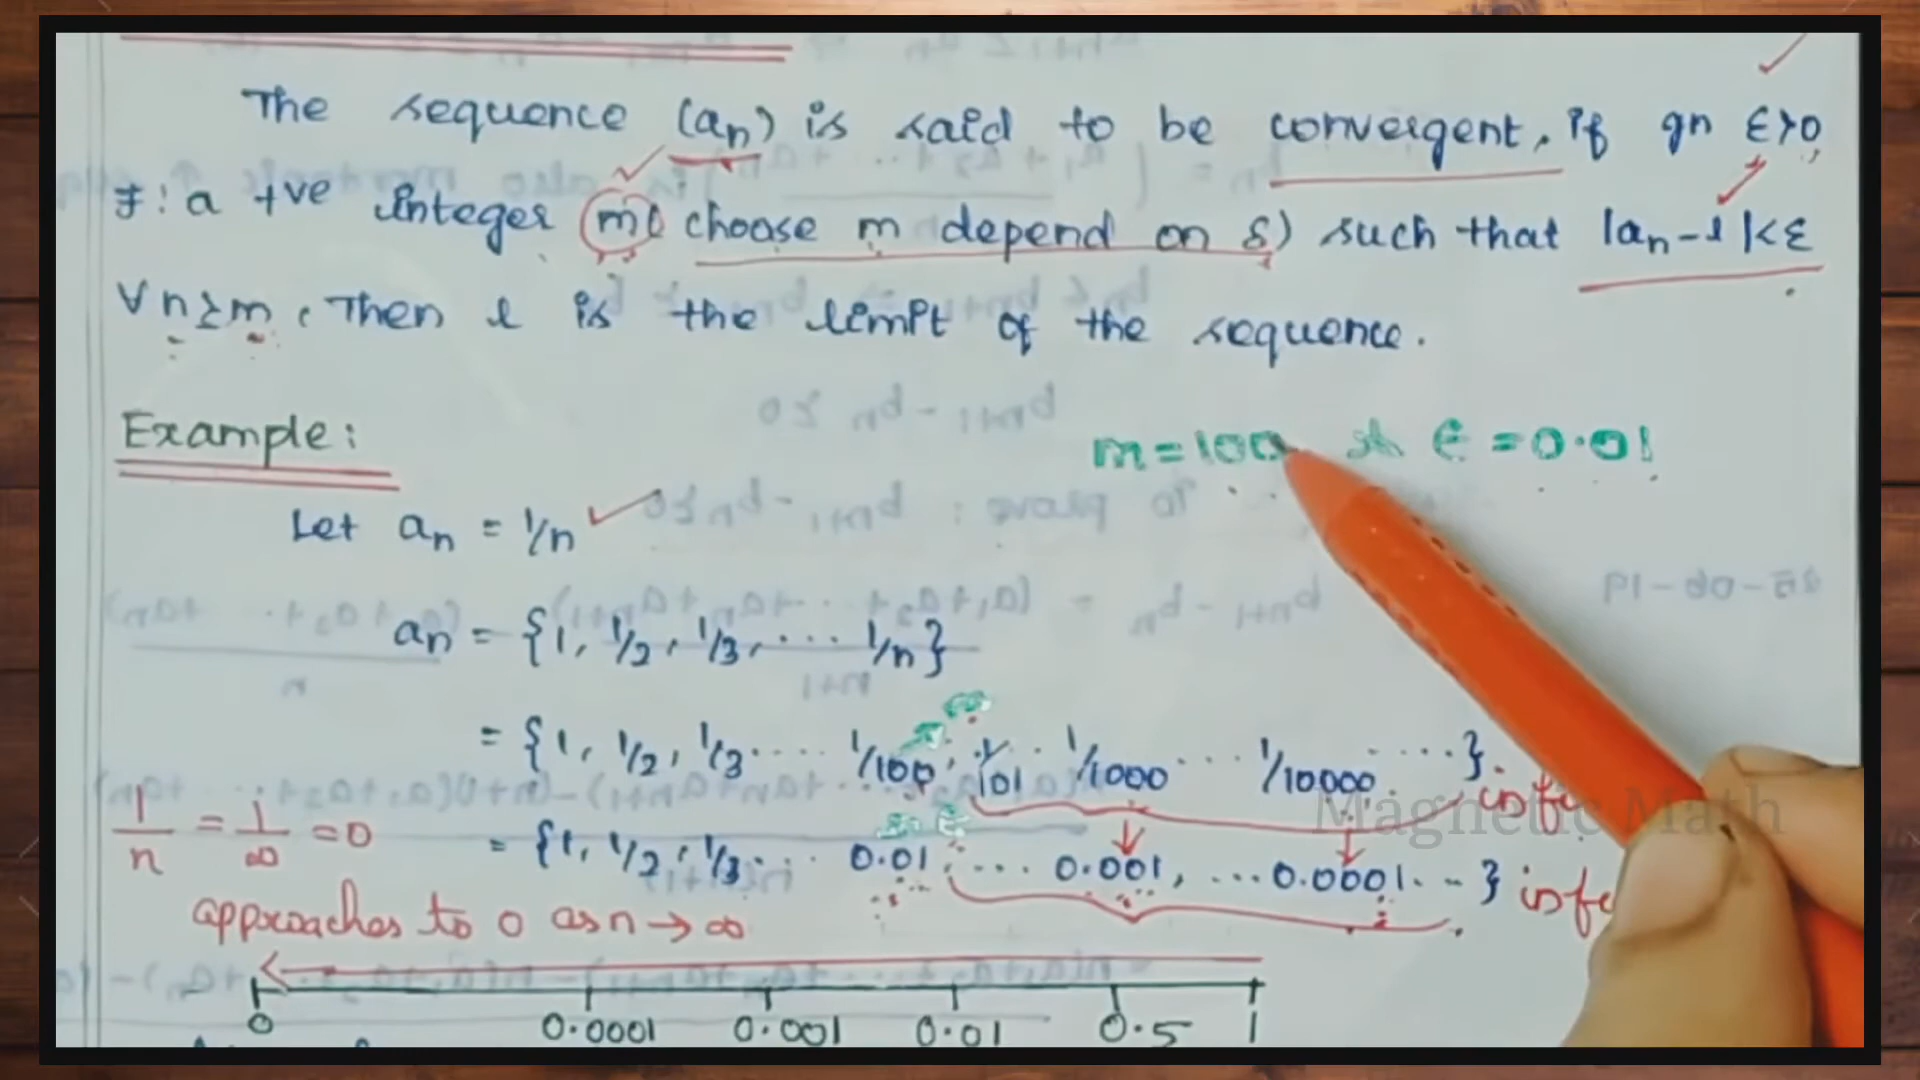 The sequence (aₙ) is said to be convergent, if gn ε>0,
∃: a +ve integer m( choose m depend on ε) such that |aₙ-l|<ε
∀ n≥m. Then l is the limit of the sequence.
Example:
m=100 ε=0.01
Let aₙ = 1/n
aₙ = {1, 1/2, 1/3, .... 1/n}
= {1, 1/2, 1/3 .... 1/100, 1/101 .. 1/1000 .... 1/10000 ....}
1/n = 1/∞ = 0
= {1, 1/2, 1/3... 0.01, ... 0.001, ... 0.0001. ..}
approaches to 0 as n → ∞
0 0.0001 0.001 0.01 0.5 1
Magnetic Math